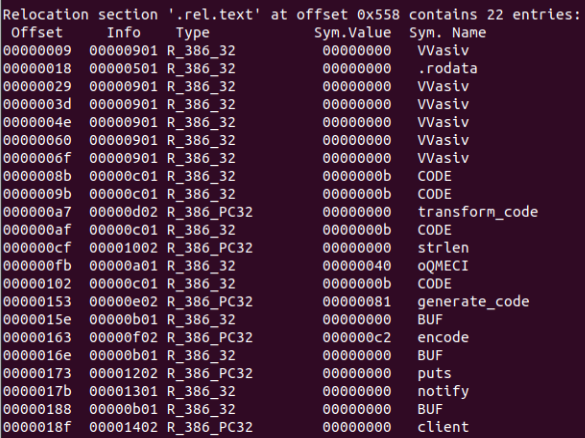 Relocation section '.rel.text' at offset 0x558 contains 22 entries:
Offset Info Type Sym.Value Sym. Name
00000009 00000901 R_386_32 00000000 VVasiv
00000018 00000501 R_386_32 00000000 .rodata
00000029 00000901 R_386_32 00000000 VVasiv
0000003d 00000901 R_386_32 00000000 VVasiv
0000004e 00000901 R_386_32 00000000 VVasiv
00000060 00000901 R_386_32 00000000 VVasiv
0000006f 00000901 R_386_32 00000000 VVasiv
0000008b 00000c01 R_386_32 0000000b CODE
0000009b 00000c01 R_386_32 0000000b CODE
000000a7 00000d02 R_386_PC32 00000000 transform_code
000000af 00000c01 R_386_32 0000000b CODE
000000cf 00001002 R_386_PC32 00000000 strlen
000000fb 00000a01 R_386_32 00000040 oQMECI
00000102 00000c01 R_386_32 0000000b CODE
00000153 00000e02 R_386_PC32 00000081 generate_code
0000015e 00000b01 R_386_32 00000000 BUF
00000163 00000f02 R_386_PC32 000000c2 encode
0000016e 00000b01 R_386_32 00000000 BUF
00000173 00001202 R_386_PC32 00000000 puts
0000017b 00001301 R_386_32 00000000 notify
00000188 00000b01 R_386_32 00000000 BUF
0000018f 00001402 R_386_PC32 00000000 client